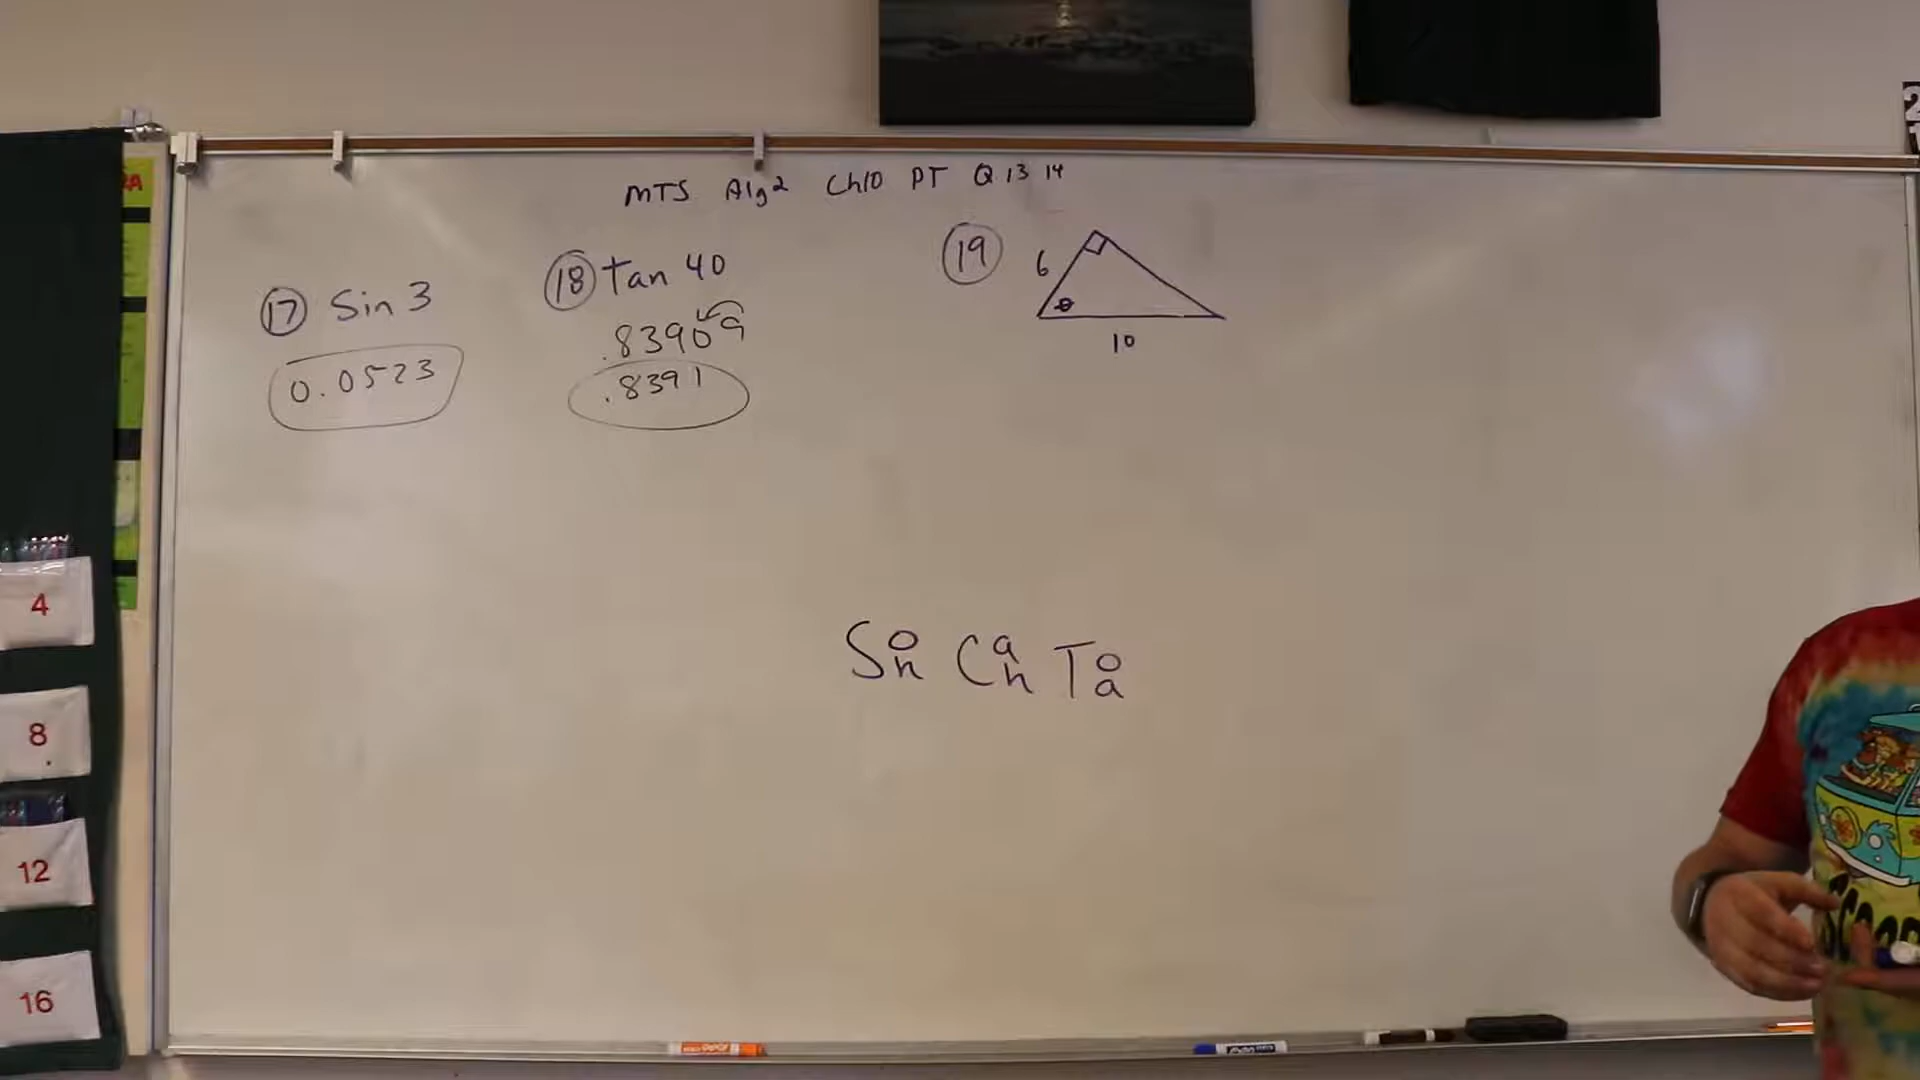 MTS Alg2 Ch10 PT Q 13 14
17 Sin 3
0.0523
18 tan 40
.83909
.8391
19
6
θ
10
S o/h C a/h T o/a
4
8
12
16